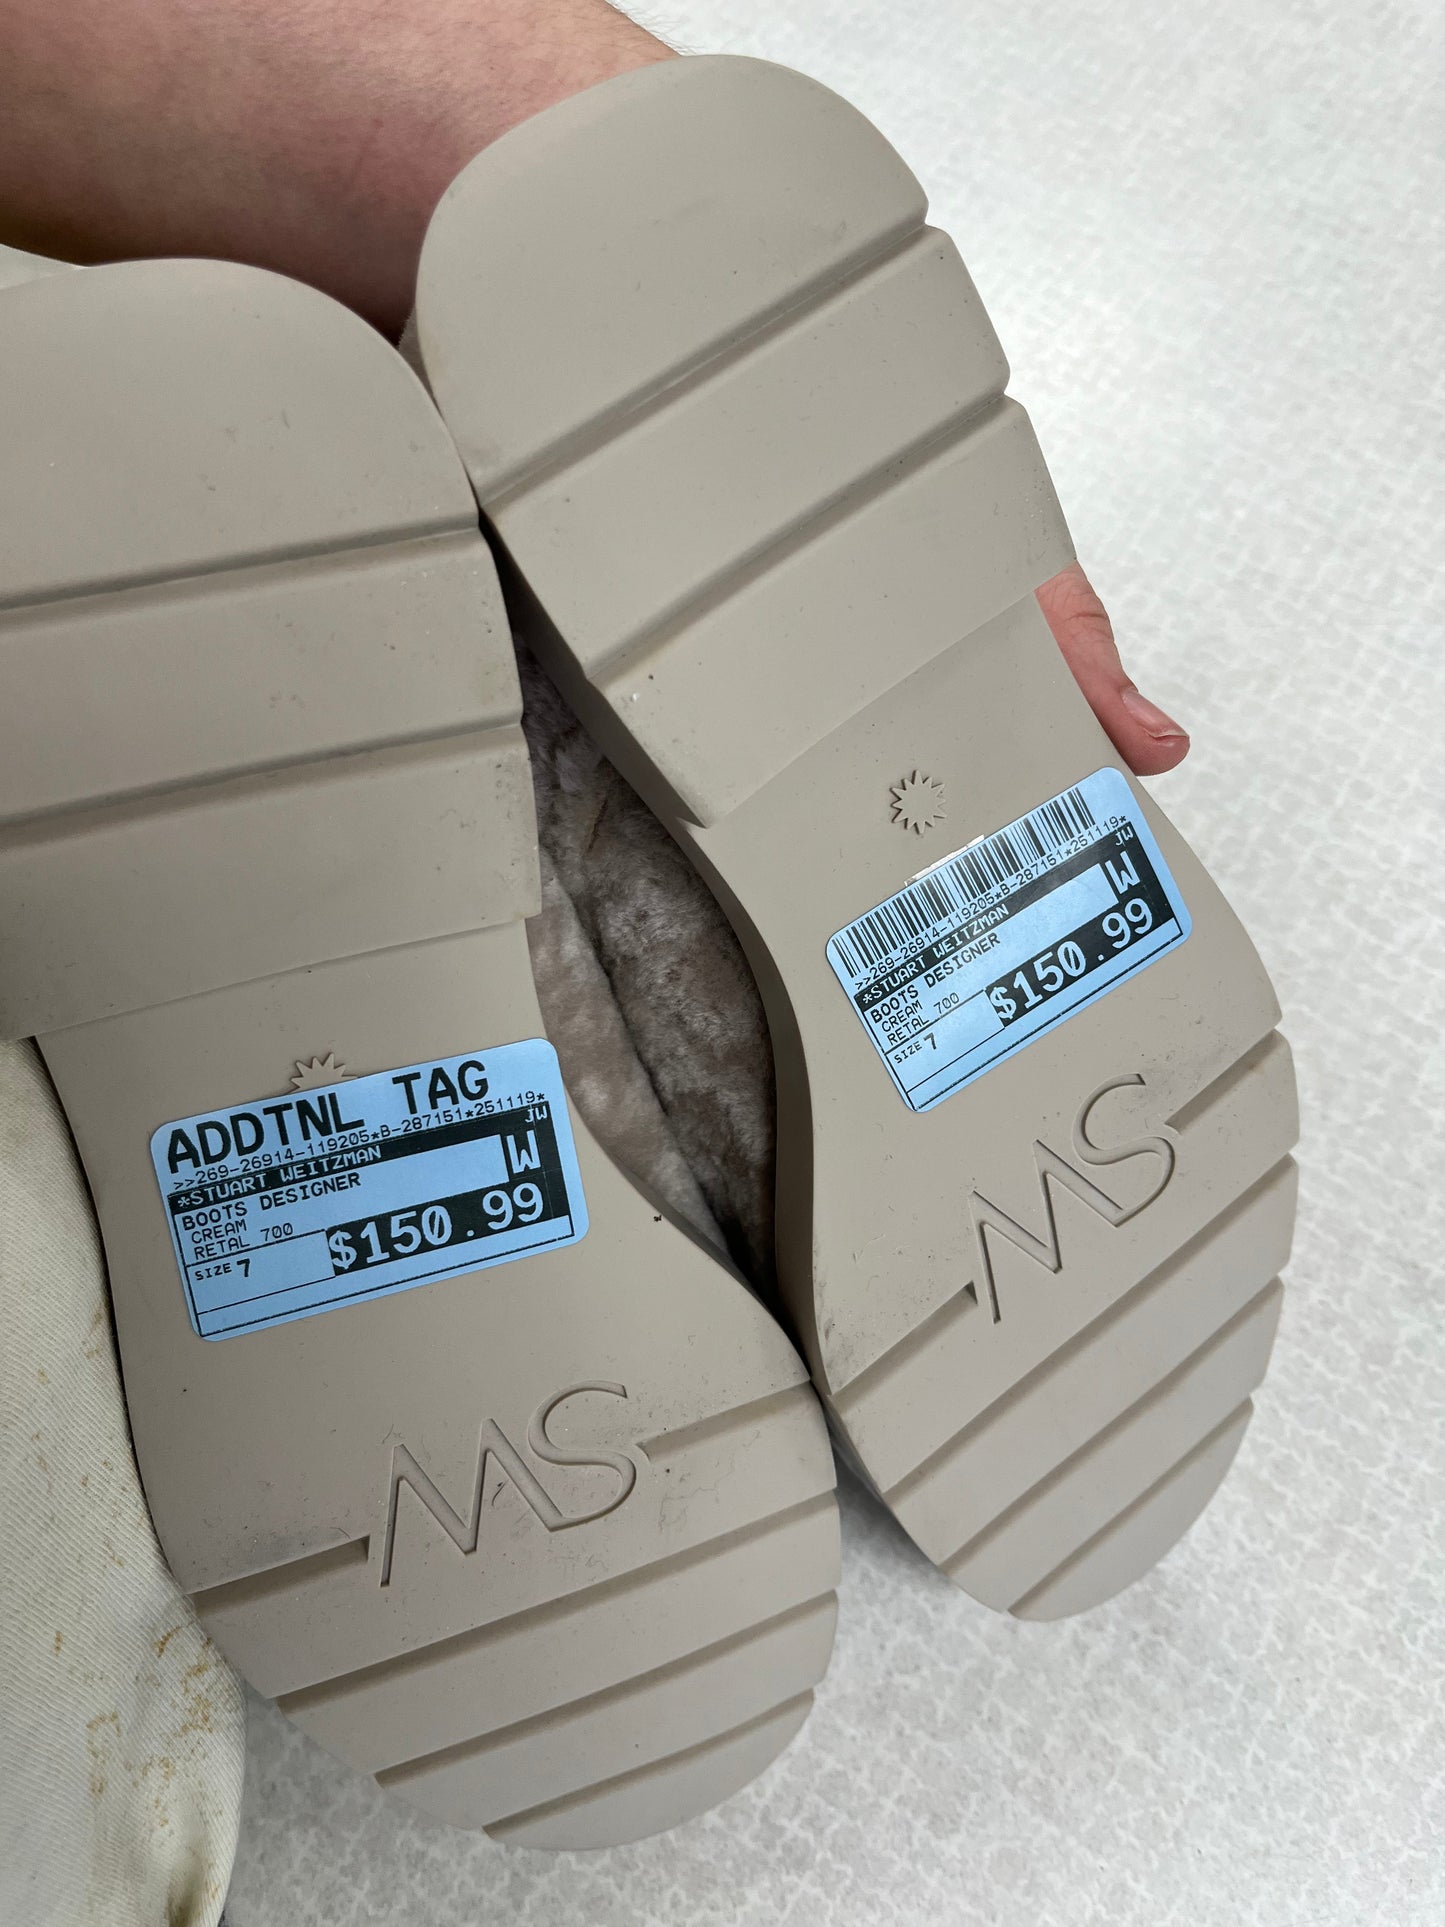 ADDTNL TAG
>>269-26914-119205*B-287151*251119*
JW
*STUART WEITZMAN
W
BOOTS DESIGNER
CREAM
RETAL 700
$150.99
SIZE 7
SW
>>269-26914-119205*B-287151*251119*
JW
*STUART WEITZMAN
W
BOOTS DESIGNER
CREAM
RETAL 700
$150.99
SIZE 7
SW